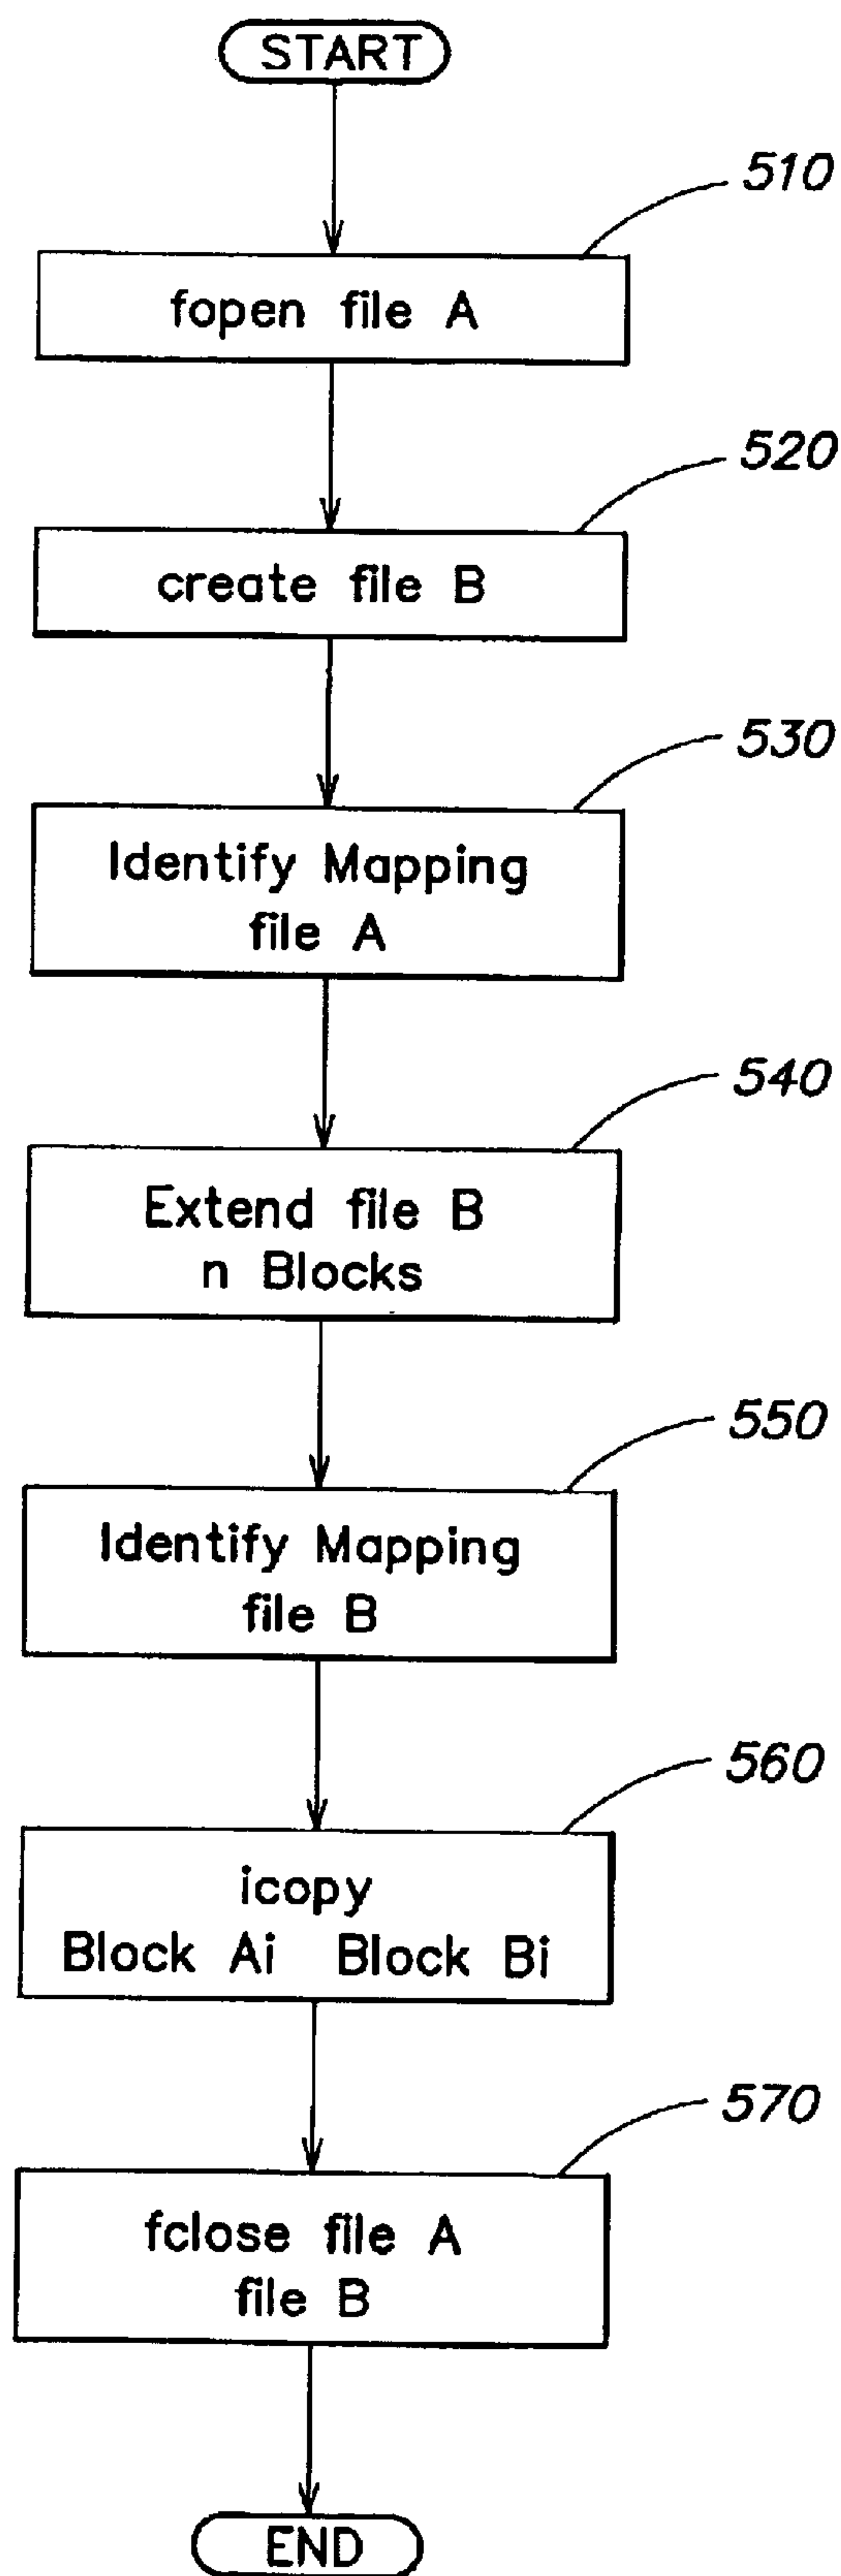 START
510
fopen file A
520
create file B
530
Identify Mapping
file A
540
Extend file B
n Blocks
550
Identify Mapping
file B
560
icopy
Block Ai Block Bi
570
fclose file A
file B
END